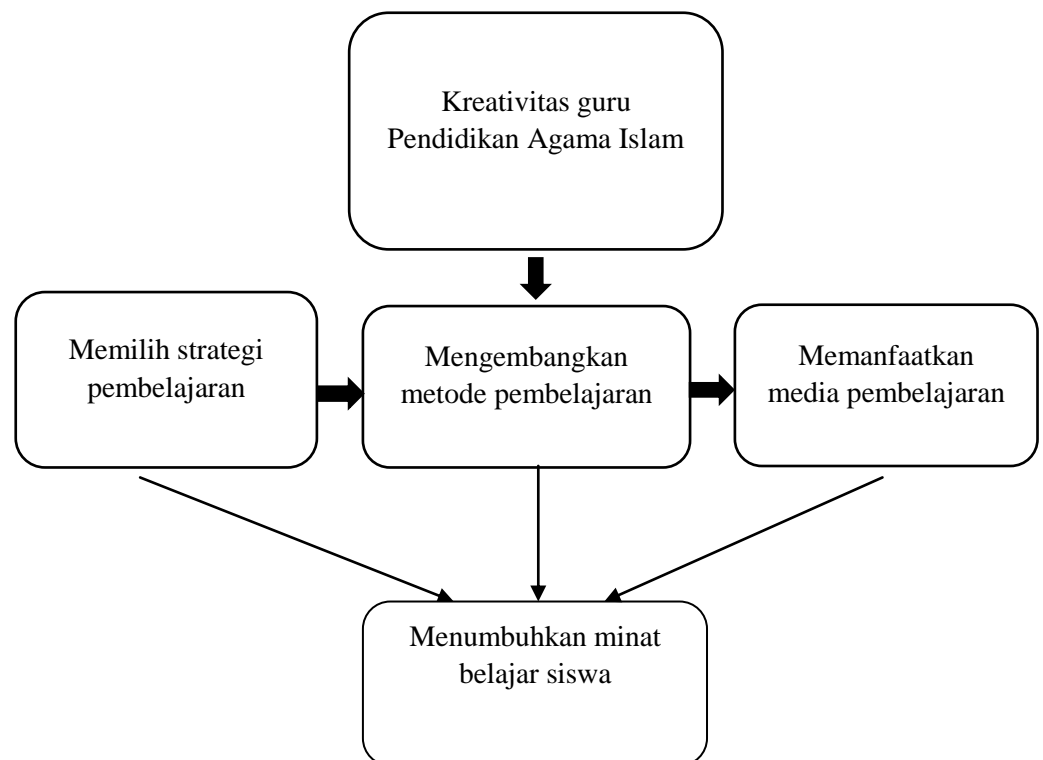 Kreativitas guru
Pendidikan Agama Islam
Memilih strategi
pembelajaran
Mengembangkan
metode pembelajaran
Memanfaatkan
media pembelajaran
Menumbuhkan minat
belajar siswa